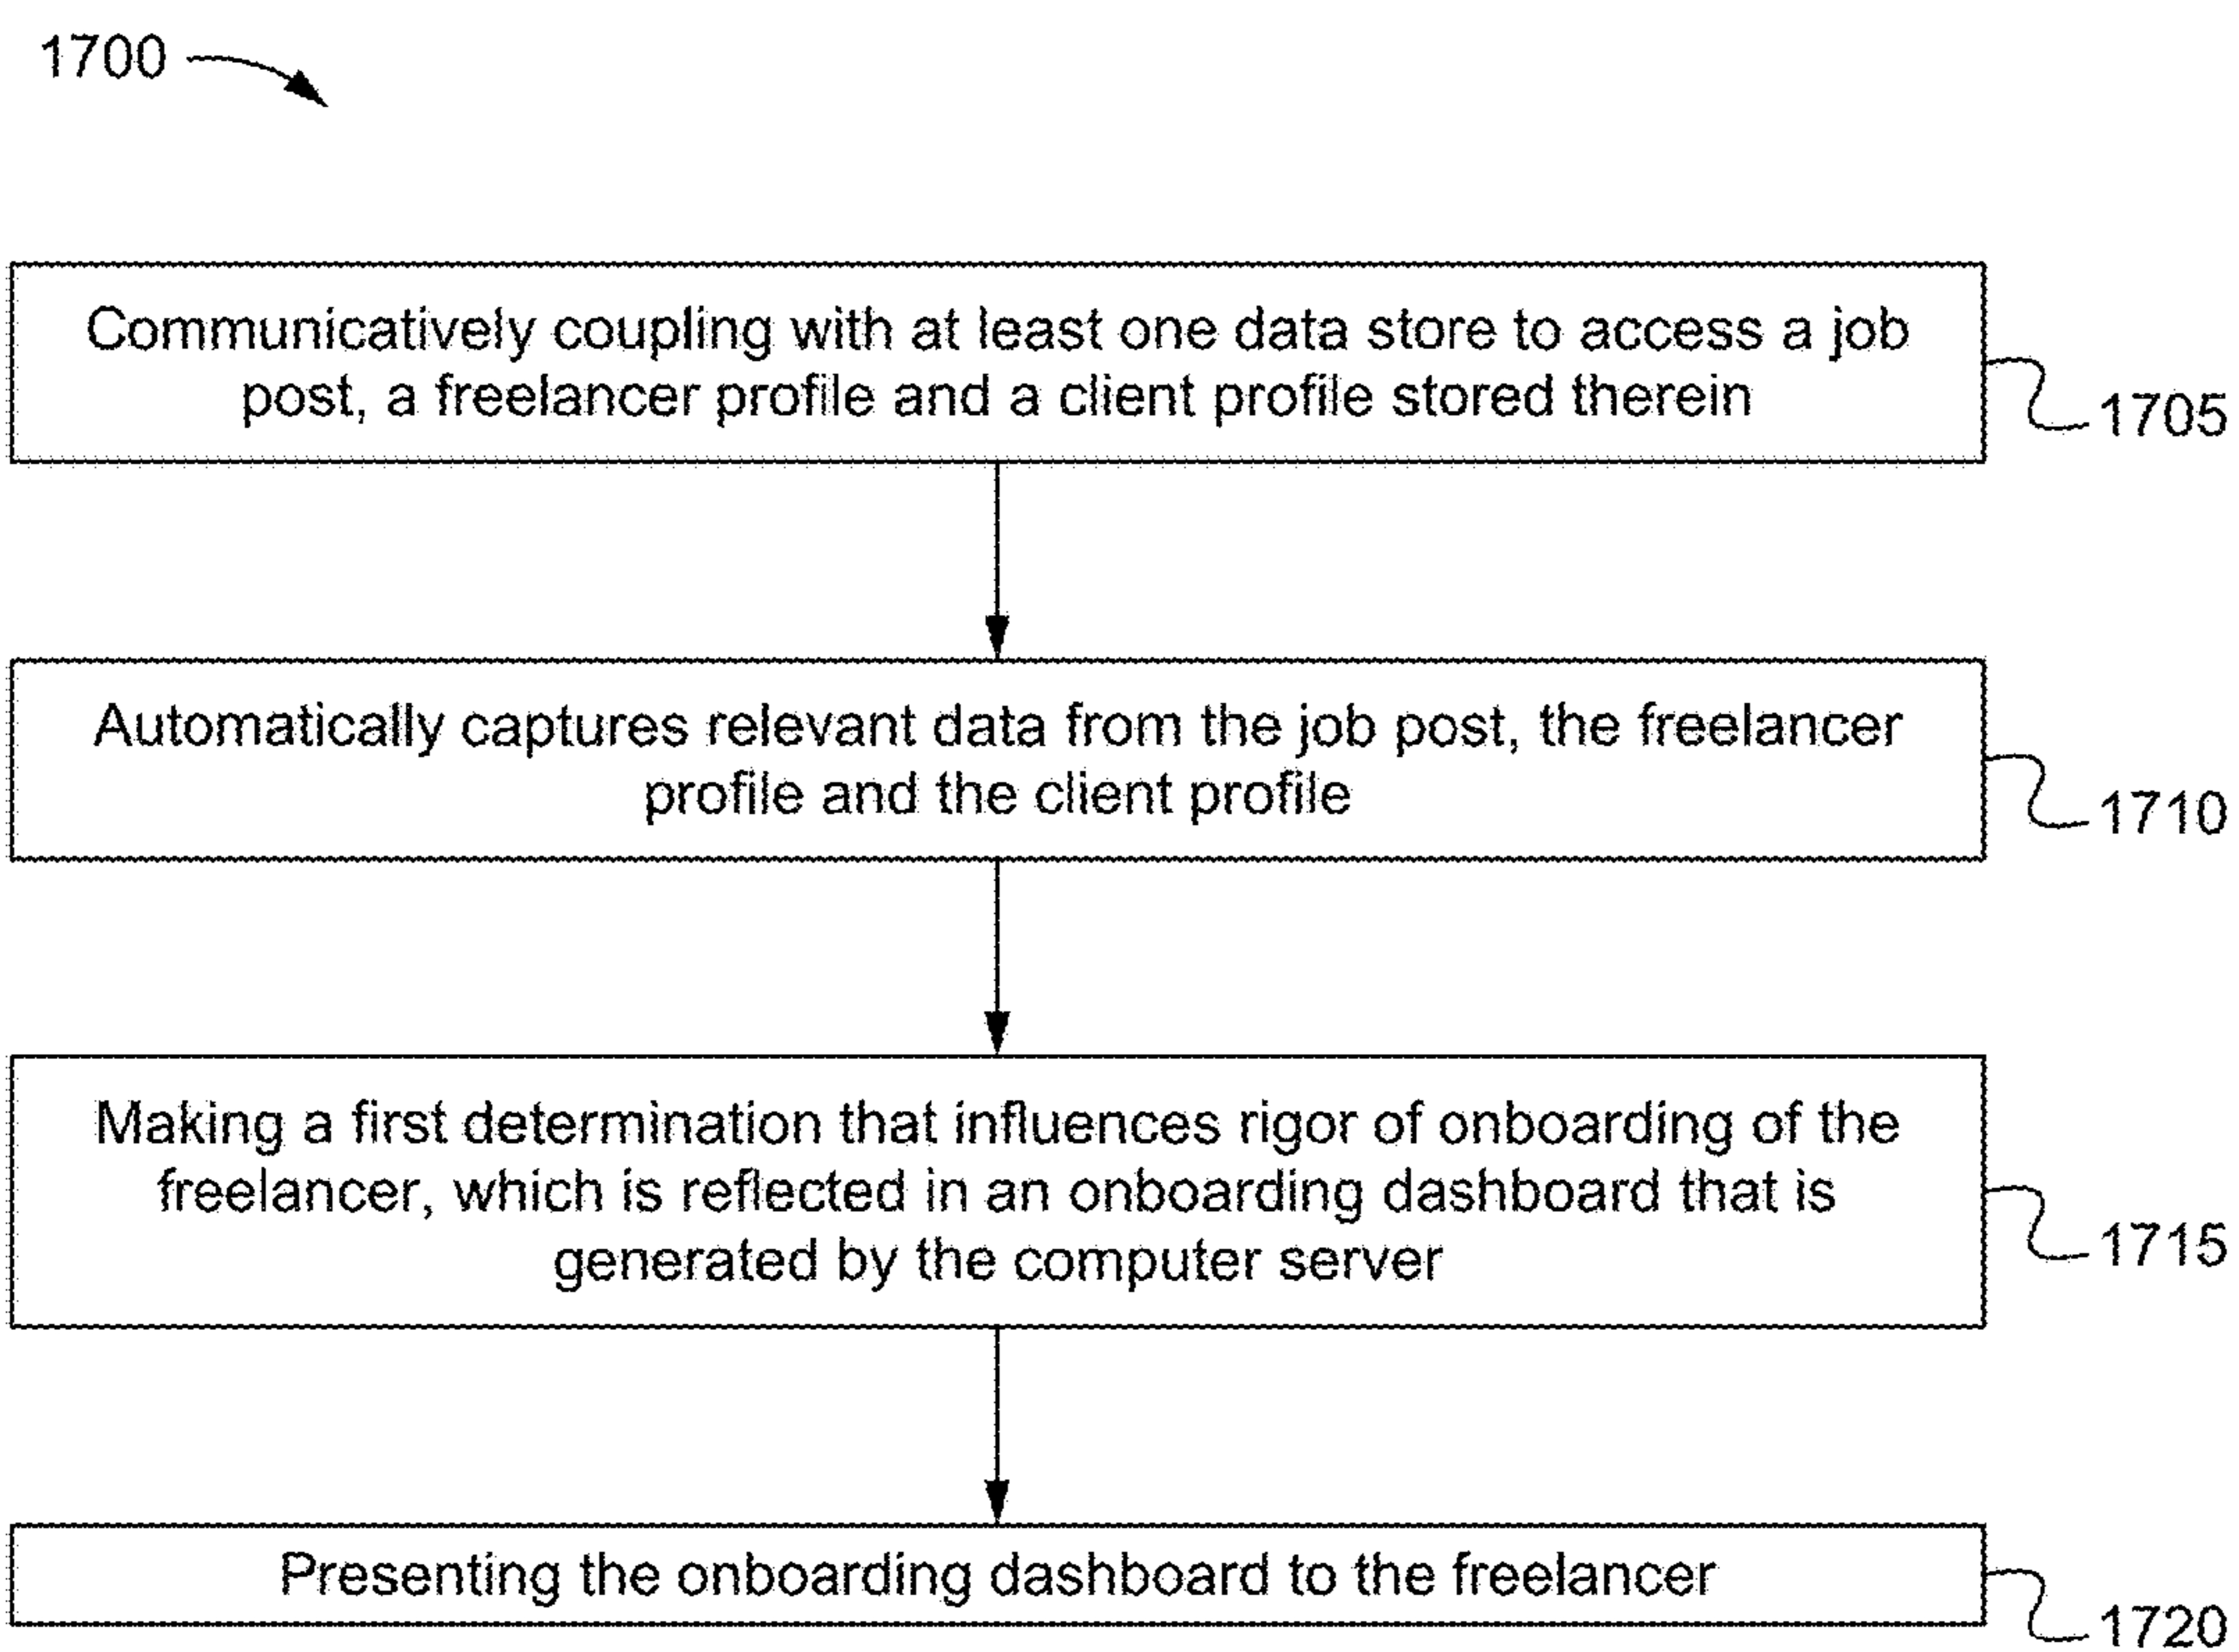 1700
Communicatively coupling with at least one data store to access a job
post, a freelancer profile and a client profile stored therein
1705
Automatically captures relevant data from the job post, the freelancer
profile and the client profile
1710
Making a first determination that influences rigor of onboarding of the
freelancer, which is reflected in an onboarding dashboard that is
generated by the computer server
1715
Presenting the onboarding dashboard to the freelancer
1720